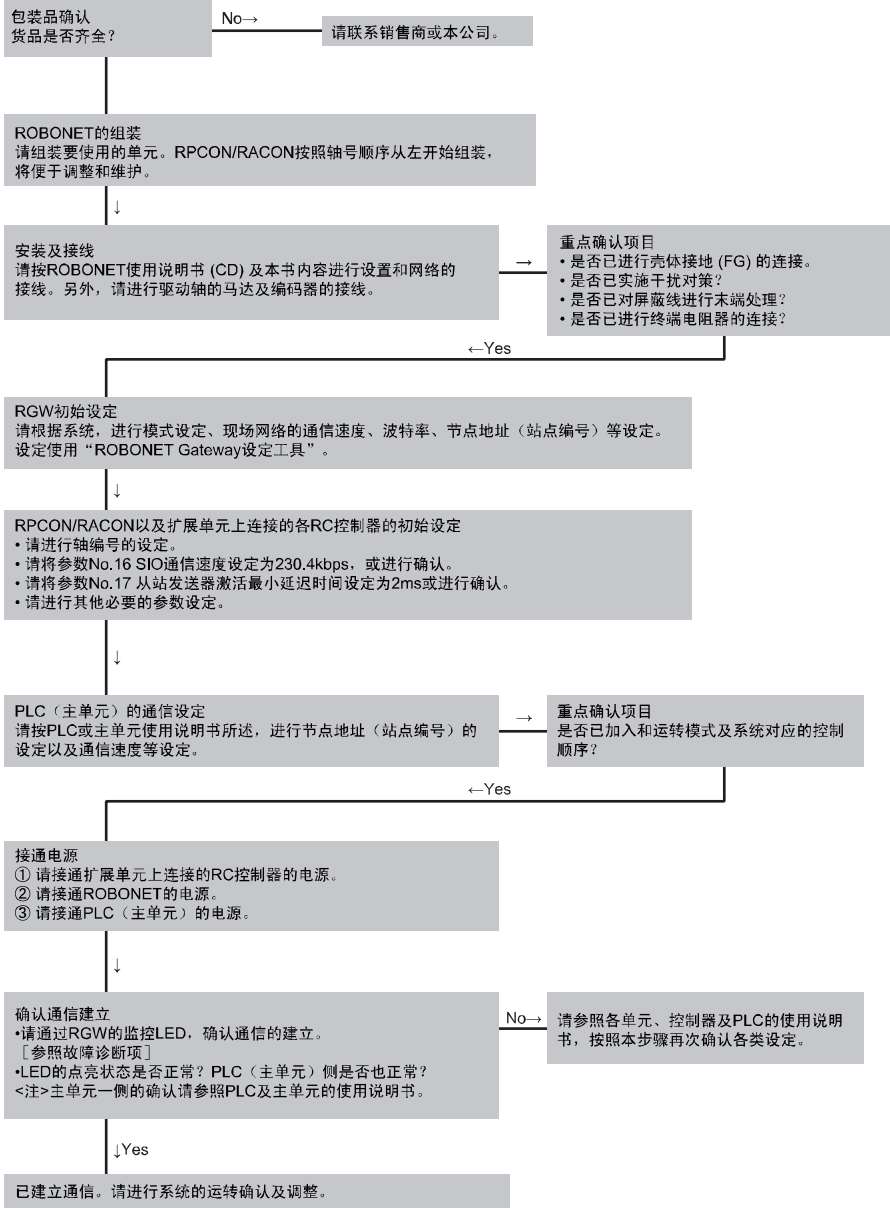 包装品确认
货品是否齐全？
No→
请联系销售商或本公司。
ROBONET的组装
请组装要使用的单元。RPCON/RACON按照轴号顺序从左开始组装，
将便于调整和维护。
↓
安装及接线
请按ROBONET使用说明书 (CD) 及本书内容进行设置和网络的
接线。另外，请进行驱动轴的马达及编码器的接线。
→
重点确认项目
• 是否已进行壳体接地 (FG) 的连接。
• 是否已实施干扰对策？
• 是否已对屏蔽线进行末端处理？
• 是否已进行终端电阻器的连接？
←Yes
RGW初始设定
请根据系统，进行模式设定、现场网络的通信速度、波特率、节点地址（站点编号）等设定。
设定使用“ROBONET Gateway设定工具”。
↓
RPCON/RACON以及扩展单元上连接的各RC控制器的初始设定
• 请进行轴编号的设定。
• 请将参数No.16 SIO通信速度设定为230.4kbps，或进行确认。
• 请将参数No.17 从站发送器激活最小延迟时间设定为2ms或进行确认。
• 请进行其他必要的参数设定。
↓
PLC（主单元）的通信设定
请按PLC或主单元使用说明书所述，进行节点地址（站点编号）的
设定以及通信速度等设定。
→
重点确认项目
是否已加入和运转模式及系统对应的控制
顺序？
←Yes
接通电源
① 请接通扩展单元上连接的RC控制器的电源。
② 请接通ROBONET的电源。
③ 请接通PLC（主单元）的电源。
↓
确认通信建立
•请通过RGW的监控LED，确认通信的建立。
［参照故障诊断项］
•LED的点亮状态是否正常？PLC（主单元）侧是否也正常？
<注>主单元一侧的确认请参照PLC及主单元的使用说明书。
No→
请参照各单元、控制器及PLC的使用说明
书，按照本步骤再次确认各类设定。
↓Yes
已建立通信。请进行系统的运转确认及调整。